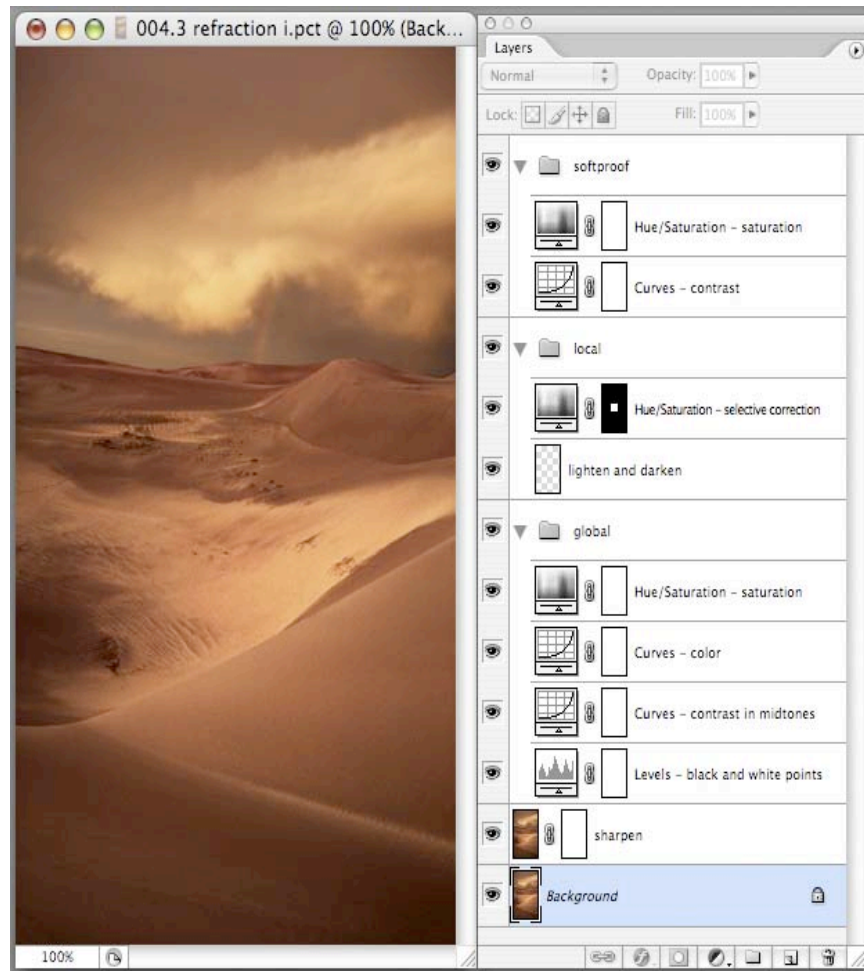 004.3 refraction i.pct @ 100% (Back...
Layers
Normal
Opacity: 100%
Lock:
Fill: 100%
softproof
Hue/Saturation – saturation
Curves – contrast
local
Hue/Saturation – selective correction
lighten and darken
global
Hue/Saturation – saturation
Curves – color
Curves – contrast in midtones
Levels – black and white points
sharpen
Background
100%